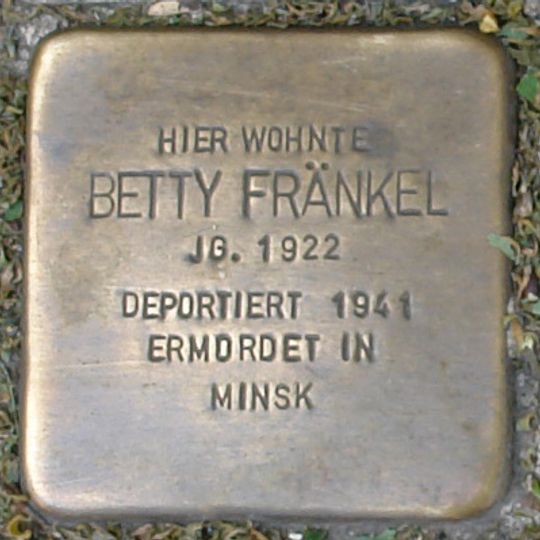 HIER WOHNTE
BETTY FRÄNKEL
JG. 1922
DEPORTIERT 1941
ERMORDET IN
MINSK